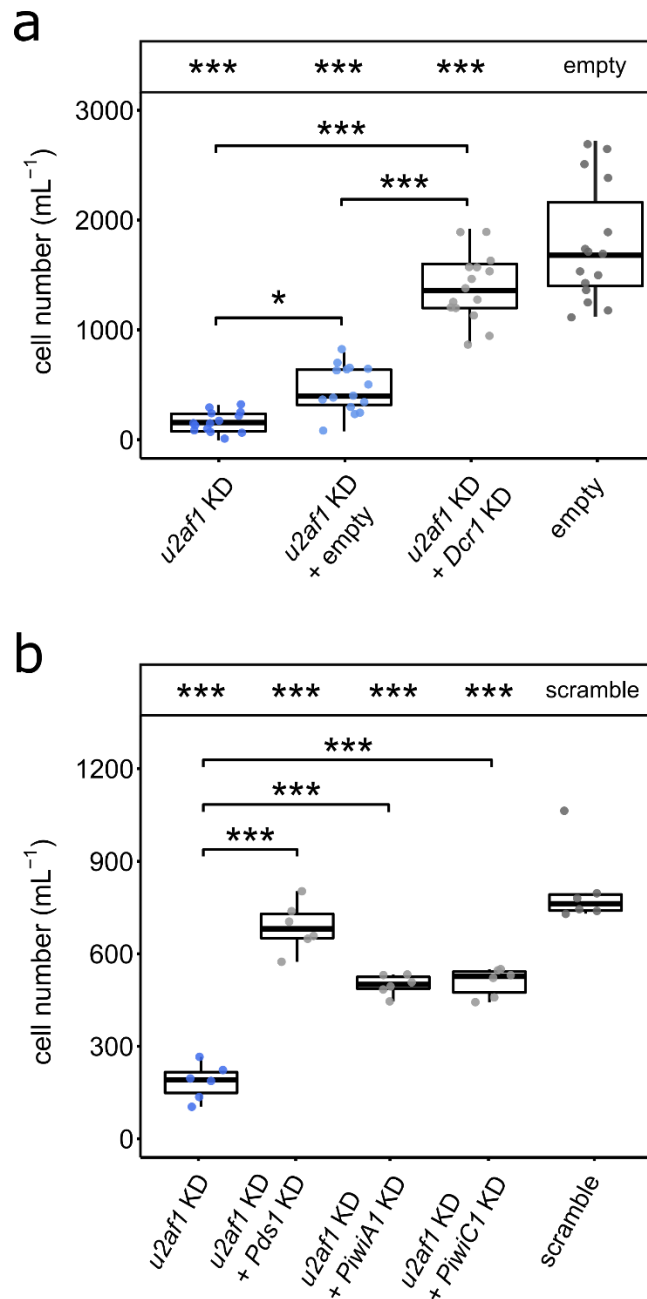 a
*** *** *** empty
3000
***
***
2000
*
1000
0
cell number (mL⁻¹)
u2af1 KD
u2af1 KD
+ empty
u2af1 KD
+ Dcr1 KD
empty
b
*** *** *** *** scramble
1200
***
***
900
***
600
300
0
cell number (mL⁻¹)
u2af1 KD
u2af1 KD
+ Pds1 KD
u2af1 KD
+ PiwiA1 KD
u2af1 KD
+ PiwiC1 KD
scramble